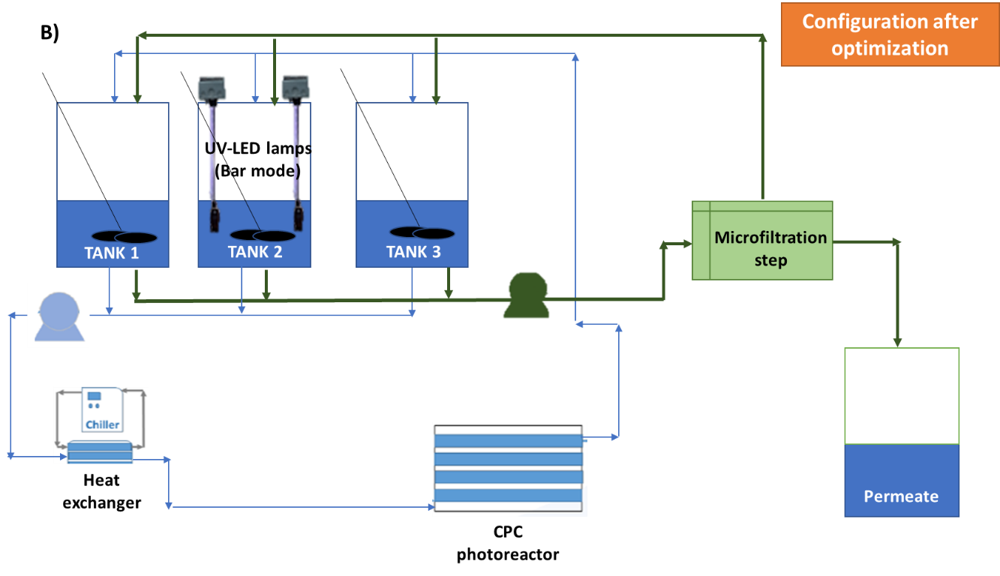 B)
Configuration after
optimization
UV-LED lamps
(Bar mode)
TANK 1
TANK 2
TANK 3
Microfiltration
step
Chiller
Heat
exchanger
CPC
photoreactor
Permeate